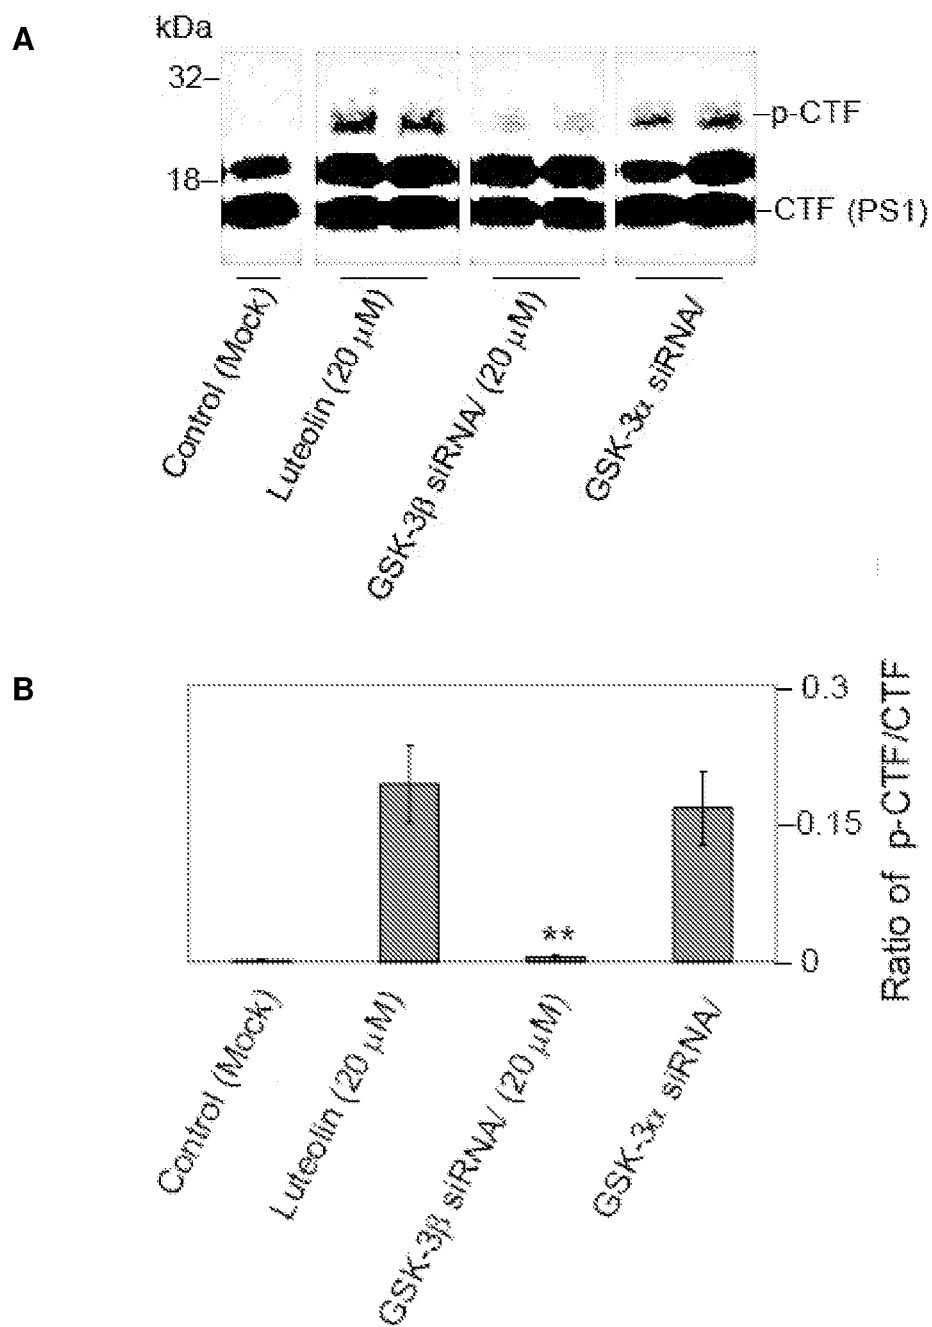 A
kDa
32
p-CTF
18
CTF (PS1)
Control (Mock)
Luteolin (20 μM)
GSK-3β siRNA/ (20 μM)
GSK-3α siRNA/
B
0.3
0.15
0
Ratio of p-CTF/CTF
**
Control (Mock)
Luteolin (20 μM)
GSK-3β siRNA/ (20 μM)
GSK-3α siRNA/